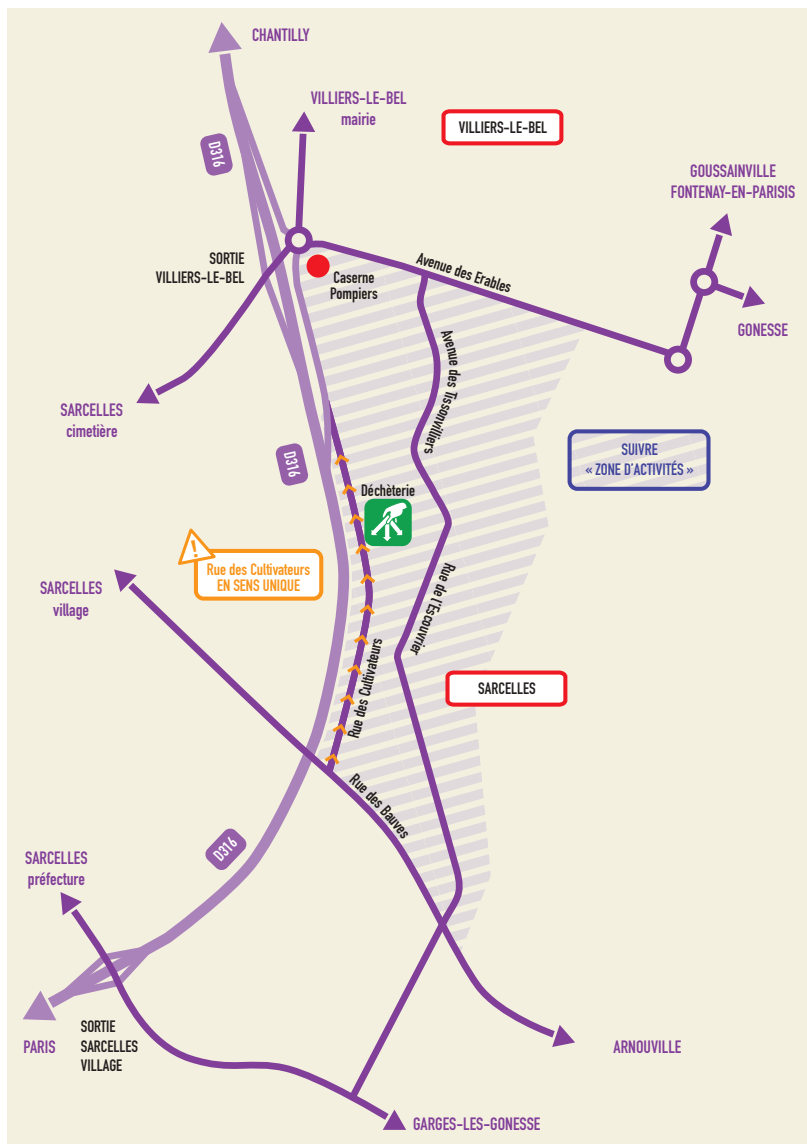 CHANTILLY
VILLIERS-LE-BEL
mairie
VILLIERS-LE-BEL
D316
GOUSSAINVILLE
FONTENAY-EN-PARISIS
SORTIE
VILLIERS-LE-BEL
Caserne
Pompiers
Avenue des Erables
GONESSE
Avenue des Tissonvilliers
SARCELLES
cimetière
SUIVRE
« ZONE D'ACTIVITÉS »
D316
Déchèterie
!
Rue des Cultivateurs
EN SENS UNIQUE
SARCELLES
village
Rue de l'Escouvrier
Rue des Cultivateurs
SARCELLES
Rue des Bauves
D316
SARCELLES
préfecture
PARIS
SORTIE
SARCELLES
VILLAGE
ARNOUVILLE
GARGES-LES-GONESSE